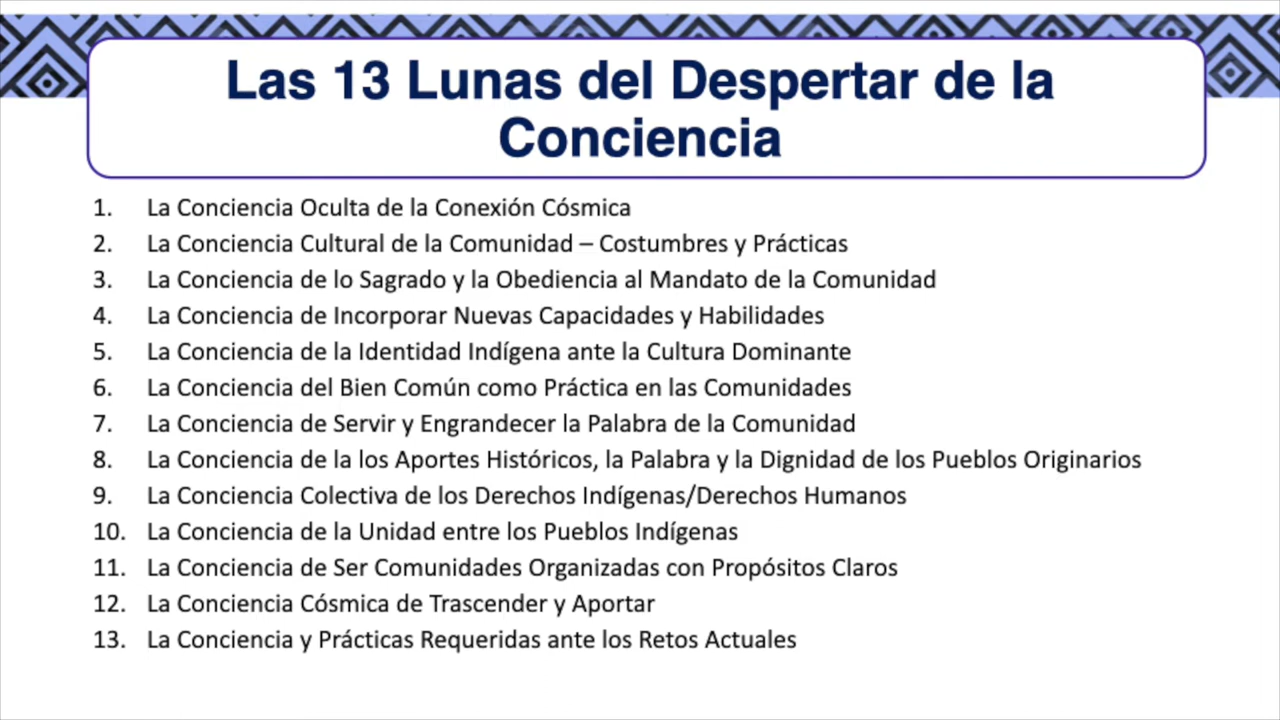 Las 13 Lunas del Despertar de la
Conciencia
1. La Conciencia Oculta de la Conexión Cósmica
2. La Conciencia Cultural de la Comunidad – Costumbres y Prácticas
3. La Conciencia de lo Sagrado y la Obediencia al Mandato de la Comunidad
4. La Conciencia de Incorporar Nuevas Capacidades y Habilidades
5. La Conciencia de la Identidad Indígena ante la Cultura Dominante
6. La Conciencia del Bien Común como Práctica en las Comunidades
7. La Conciencia de Servir y Engrandecer la Palabra de la Comunidad
8. La Conciencia de la los Aportes Históricos, la Palabra y la Dignidad de los Pueblos Originarios
9. La Conciencia Colectiva de los Derechos Indígenas/Derechos Humanos
10. La Conciencia de la Unidad entre los Pueblos Indígenas
11. La Conciencia de Ser Comunidades Organizadas con Propósitos Claros
12. La Conciencia Cósmica de Trascender y Aportar
13. La Conciencia y Prácticas Requeridas ante los Retos Actuales